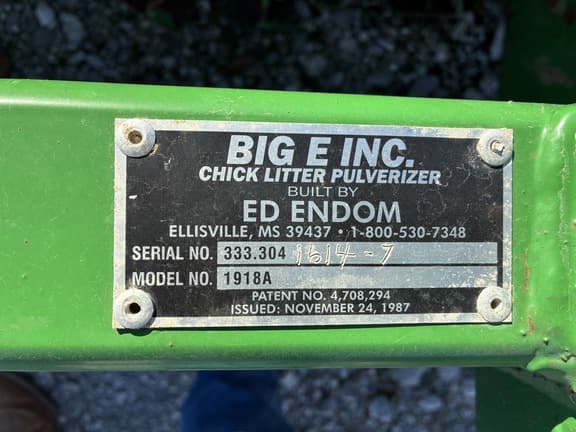 BIG E INC.
CHICK LITTER PULVERIZER
BUILT BY
ED ENDOM
ELLISVILLE, MS 39437 • 1-800-530-7348
SERIAL NO. 333.304 1514-7
MODEL NO. 1918A
PATENT NO. 4,708,294
ISSUED: NOVEMBER 24, 1987